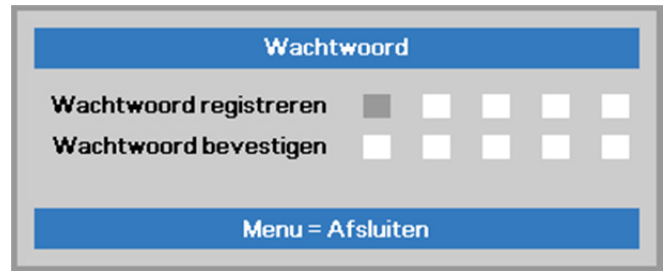 Wachtwoord
Wachtwoord registreren
Wachtwoord bevestigen
Menu = Afsluiten